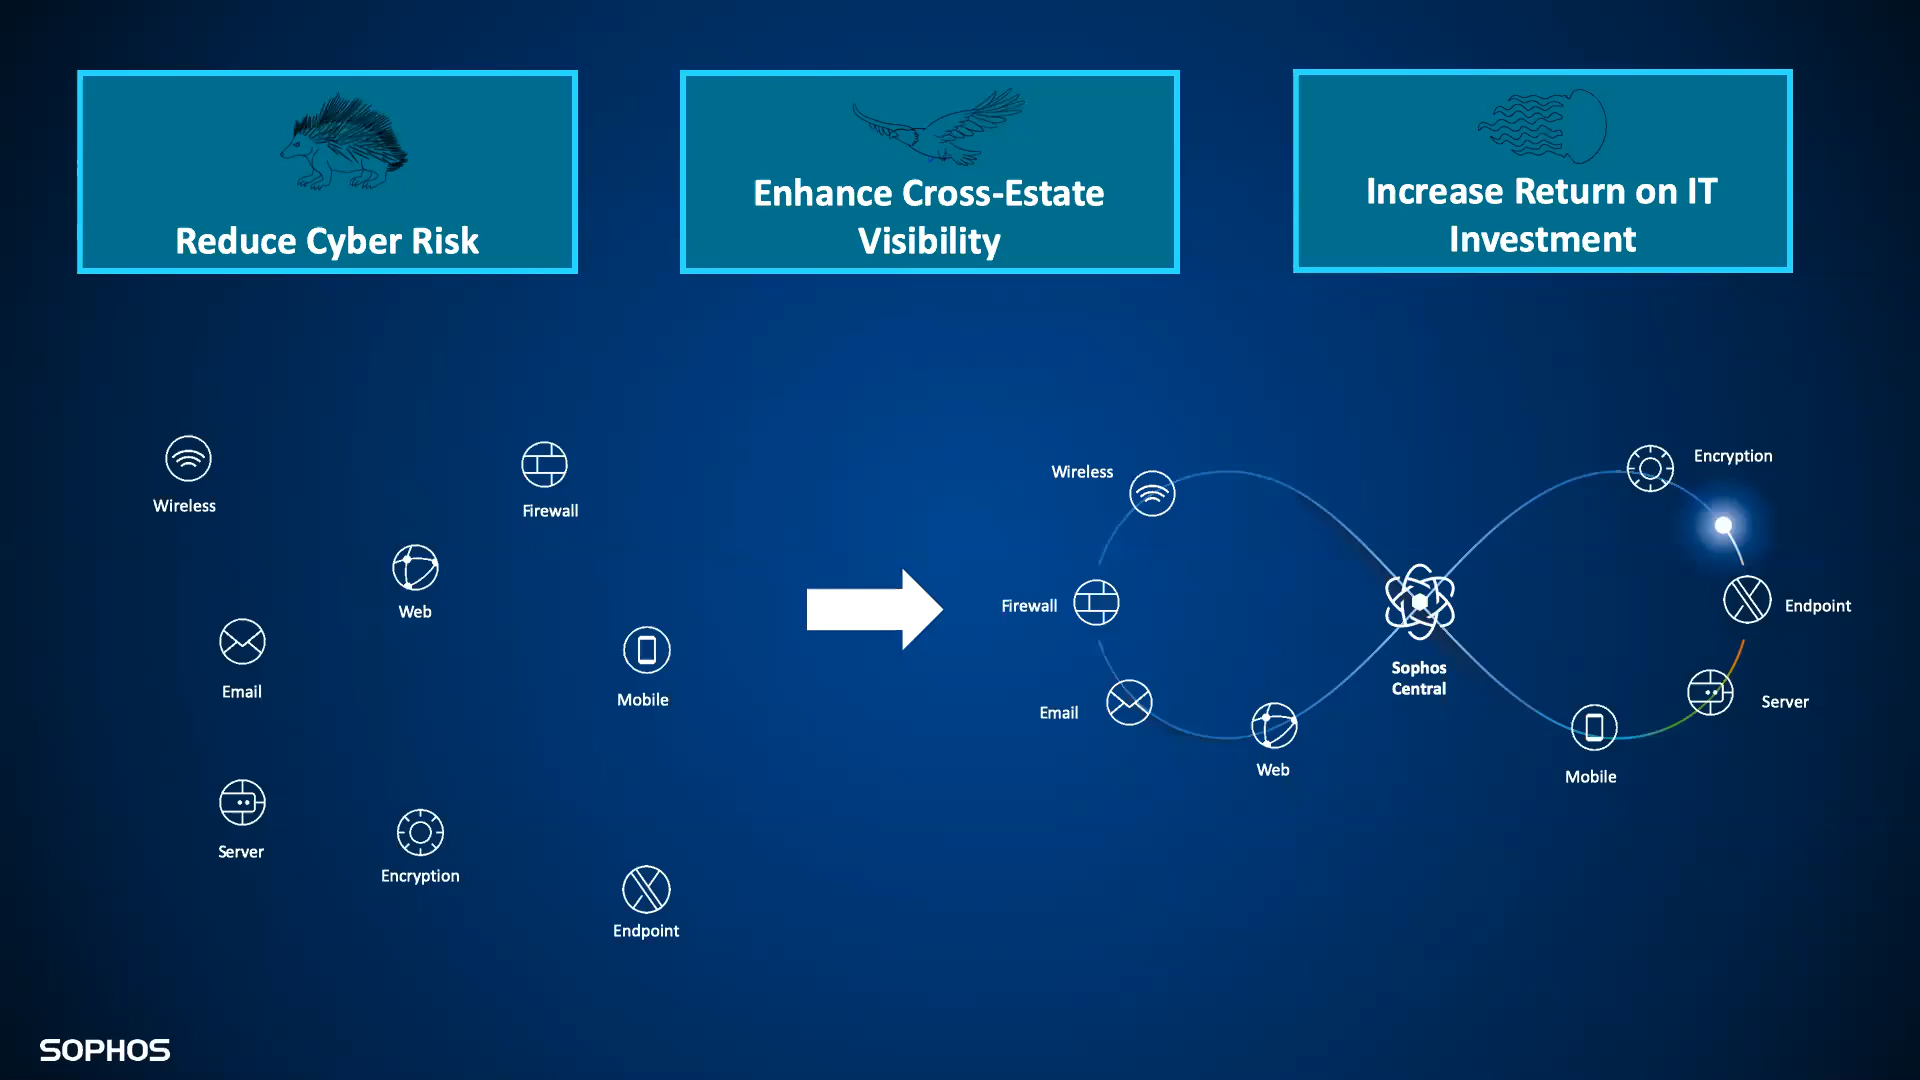 Reduce Cyber Risk
Enhance Cross-Estate
Visibility
Increase Return on IT
Investment
Wireless
Firewall
Web
Email
Mobile
Server
Encryption
Endpoint
Wireless
Encryption
Firewall
Endpoint
Sophos
Central
Email
Server
Web
Mobile
SOPHOS